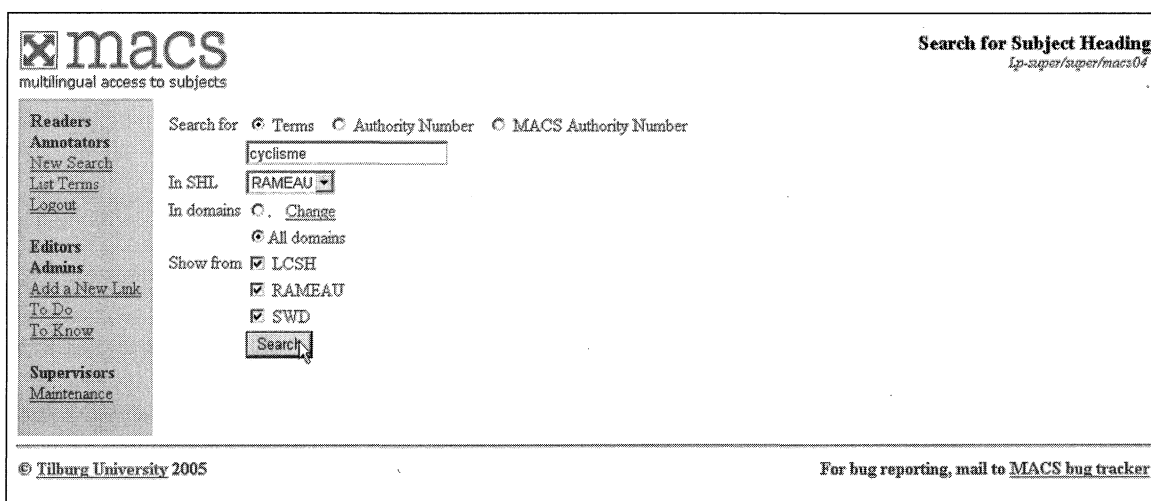 macs
multilingual access to subjects
Search for Subject Heading
Lp-super/super/macs04
Readers
Annotators
New Search
List Terms
Logout
Editors
Admins
Add a New Link
To Do
To Know
Supervisors
Maintenance
Search for Terms Authority Number MACS Authority Number
cyclisme
In SHL RAMEAU
In domains . Change
All domains
Show from LCSH
RAMEAU
SWD
Search
© Tilburg University 2005
For bug reporting, mail to MACS bug tracker